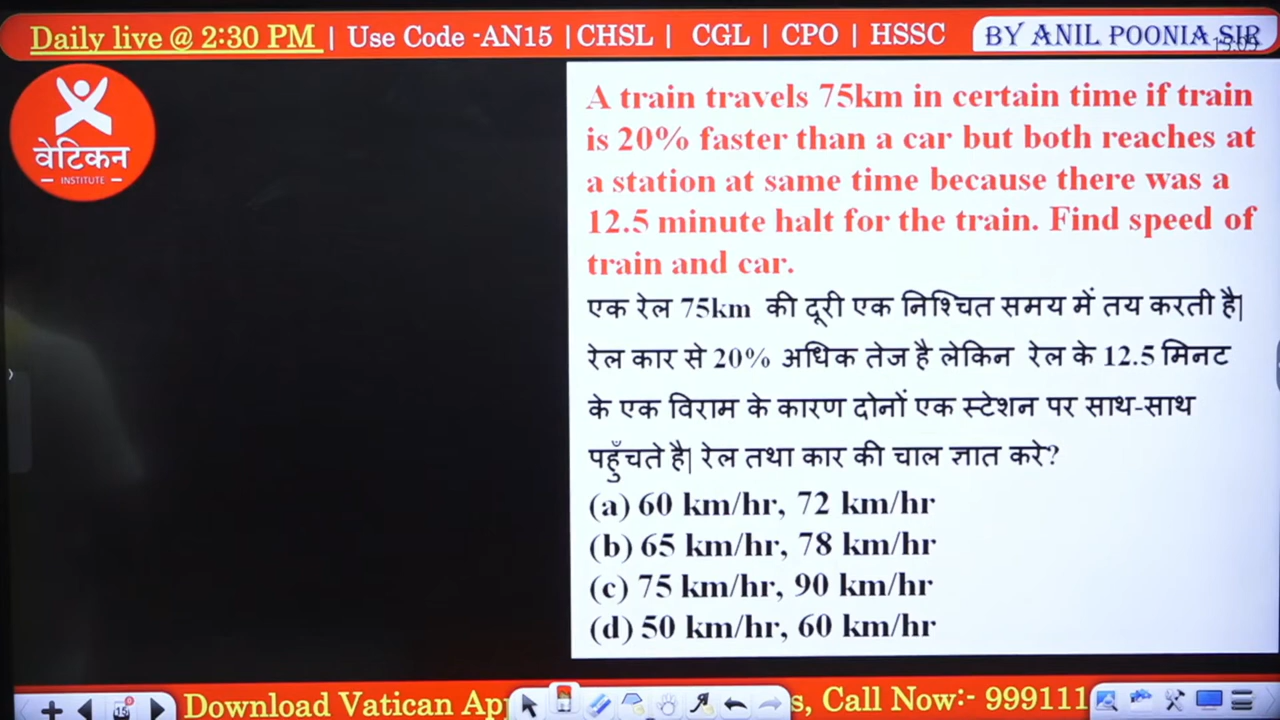 Daily live @ 2:30 PM | Use Code -AN15 |CHSL | CGL | CPO | HSSC
BY ANIL POONIA SIR
वेटिकन
INSTITUTE
A train travels 75km in certain time if train
is 20% faster than a car but both reaches at
a station at same time because there was a
12.5 minute halt for the train. Find speed of
train and car.
एक रेल 75km की दूरी एक निश्चित समय में तय करती है|
रेल कार से 20% अधिक तेज है लेकिन रेल के 12.5 मिनट
के एक विराम के कारण दोनों एक स्टेशन पर साथ-साथ
पहुँचते है| रेल तथा कार की चाल ज्ञात करे?
(a) 60 km/hr, 72 km/hr
(b) 65 km/hr, 78 km/hr
(c) 75 km/hr, 90 km/hr
(d) 50 km/hr, 60 km/hr
Download Vatican Ap s, Call Now:- 999111